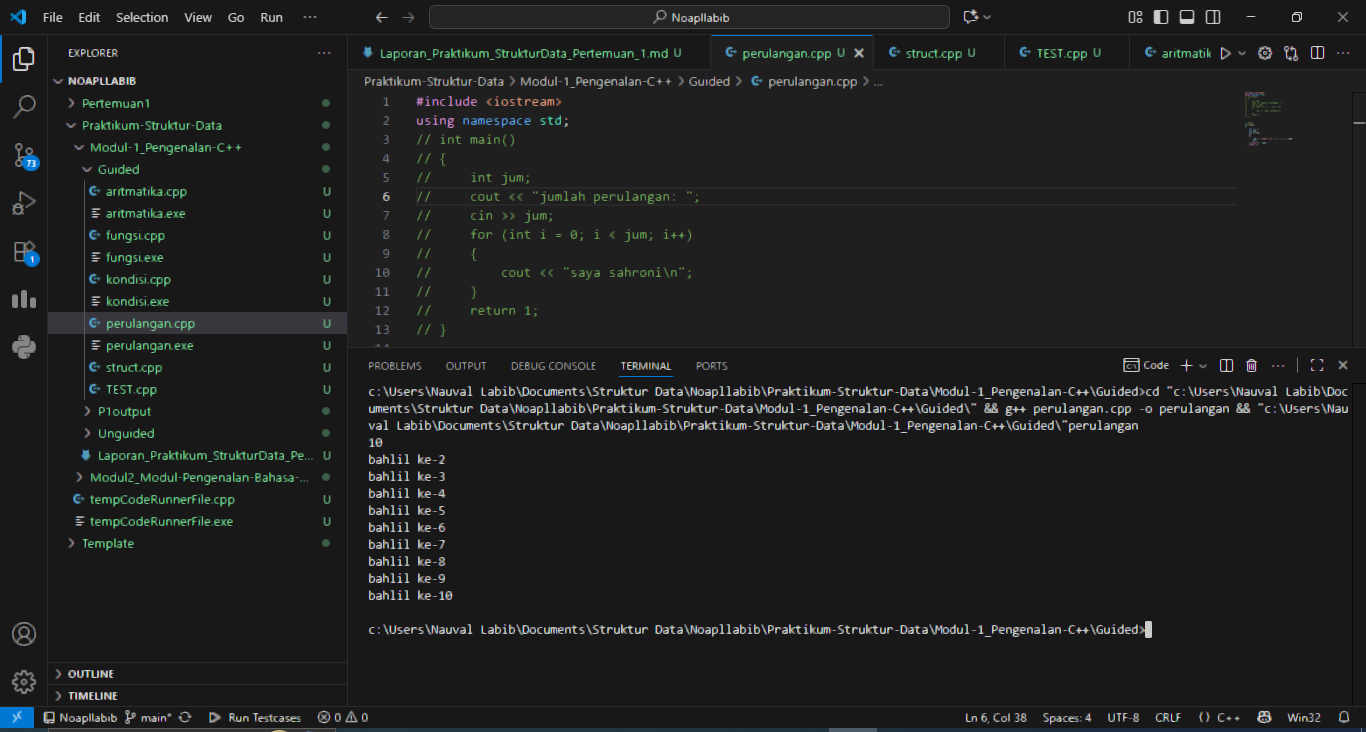 File Edit Selection View Go Run ··· Noapllabib
EXPLORER ···
NOAPLLABIB
Pertemuan1
Praktikum-Struktur-Data
Modul-1_Pengenalan-C++
Guided
aritmatika.cpp U
aritmatika.exe U
fungsi.cpp U
fungsi.exe U
kondisi.cpp U
kondisi.exe U
perulangan.cpp U
perulangan.exe U
struct.cpp U
TEST.cpp U
P1output
Unguided
Laporan_Praktikum_StrukturData_Pe... U
Modul2_Modul-Pengenalan-Bahasa-...
tempCodeRunnerFile.cpp U
tempCodeRunnerFile.exe U
Template
OUTLINE
TIMELINE
73
1
Laporan_Praktikum_StrukturData_Pertemuan_1.md U perulangan.cpp U struct.cpp U TEST.cpp U aritmatik
Praktikum-Struktur-Data > Modul-1_Pengenalan-C++ > Guided > perulangan.cpp > ...
1 #include <iostream>
2 using namespace std;
3 // int main()
4 // {
5 //     int jum;
6 //     cout << "jumlah perulangan: ";
7 //     cin >> jum;
8 //     for (int i = 0; i < jum; i++)
9 //     {
10 //         cout << "saya sahroni\n";
11 //     }
12 //     return 1;
13 // }
PROBLEMS OUTPUT DEBUG CONSOLE TERMINAL PORTS Code
c:\Users\Nauval Labib\Documents\Struktur Data\Noapllabib\Praktikum-Struktur-Data\Modul-1_Pengenalan-C++\Guided>cd "c:\Users\Nauval Labib\Doc
uments\Struktur Data\Noapllabib\Praktikum-Struktur-Data\Modul-1_Pengenalan-C++\Guided\" && g++ perulangan.cpp -o perulangan && "c:\Users\Nau
val Labib\Documents\Struktur Data\Noapllabib\Praktikum-Struktur-Data\Modul-1_Pengenalan-C++\Guided\"perulangan
10
bahlil ke-2
bahlil ke-3
bahlil ke-4
bahlil ke-5
bahlil ke-6
bahlil ke-7
bahlil ke-8
bahlil ke-9
bahlil ke-10
c:\Users\Nauval Labib\Documents\Struktur Data\Noapllabib\Praktikum-Struktur-Data\Modul-1_Pengenalan-C++\Guided>
Noapllabib main* Run Testcases 0 0 Ln 6, Col 38 Spaces: 4 UTF-8 CRLF {} C++ Win32